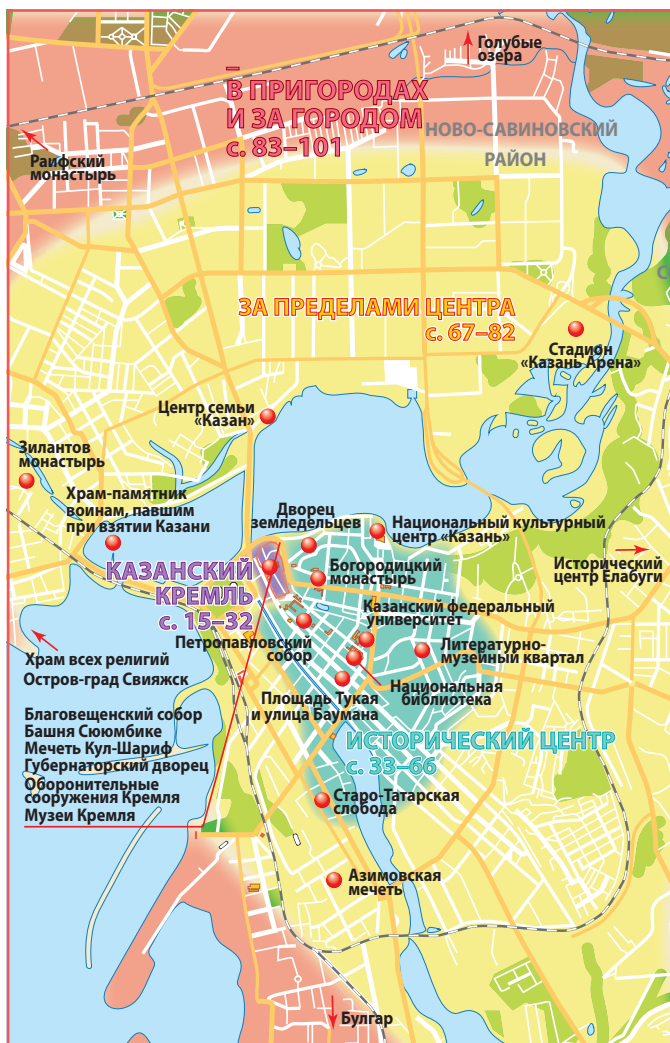 Голубые
озера
В ПРИГОРОДАХ
И ЗА ГОРОДОМ
с. 83–101
НОВО-САВИНОВСКИЙ
РАЙОН
Раифский
монастырь
С
ЗА ПРЕДЕЛАМИ ЦЕНТРА
с. 67–82
Стадион
«Казань Арена»
Центр семьи
«Казан»
Зилантов
монастырь
Храм-памятник
воинам, павшим
при взятии Казани
Дворец
земледельцев
Национальный культурный
центр «Казань»
КАЗАНСКИЙ
КРЕМЛЬ
с. 15–32
Богородицкий
монастырь
Исторический
центр Елабуги
Казанский федеральный
университет
Петропавловский
собор
Литературно-
музейный квартал
Храм всех религий
Остров-град Свияжск
Национальная
библиотека
Площадь Тукая
и улица Баумана
Благовещенский собор
Башня Сююмбике
Мечеть Кул-Шариф
Губернаторский дворец
Оборонительные
сооружения Кремля
Музеи Кремля
ИСТОРИЧЕСКИЙ ЦЕНТР
с. 33–66
Старо-Татарская
слобода
Азимовская
мечеть
Булгар